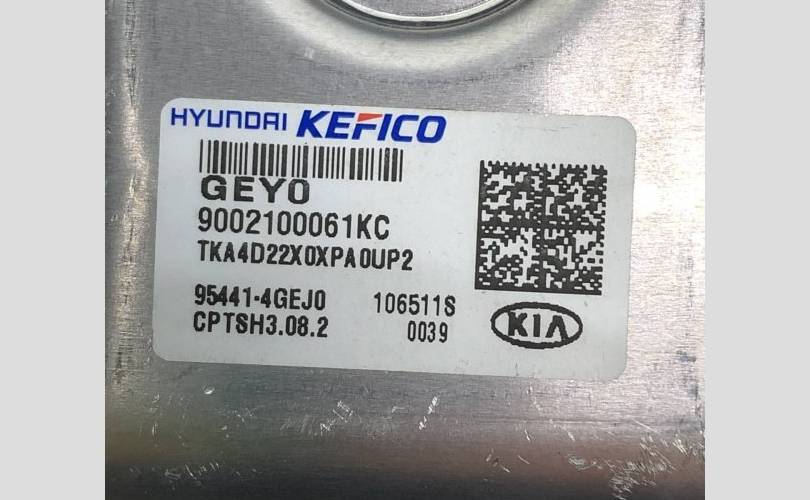 HYUNDAI KEFICO
GEY0
9002100061KC
TKA4D22X0XPA0UP2
95441-4GEJ0 106511S
CPTSH3.08.2 0039
KIA